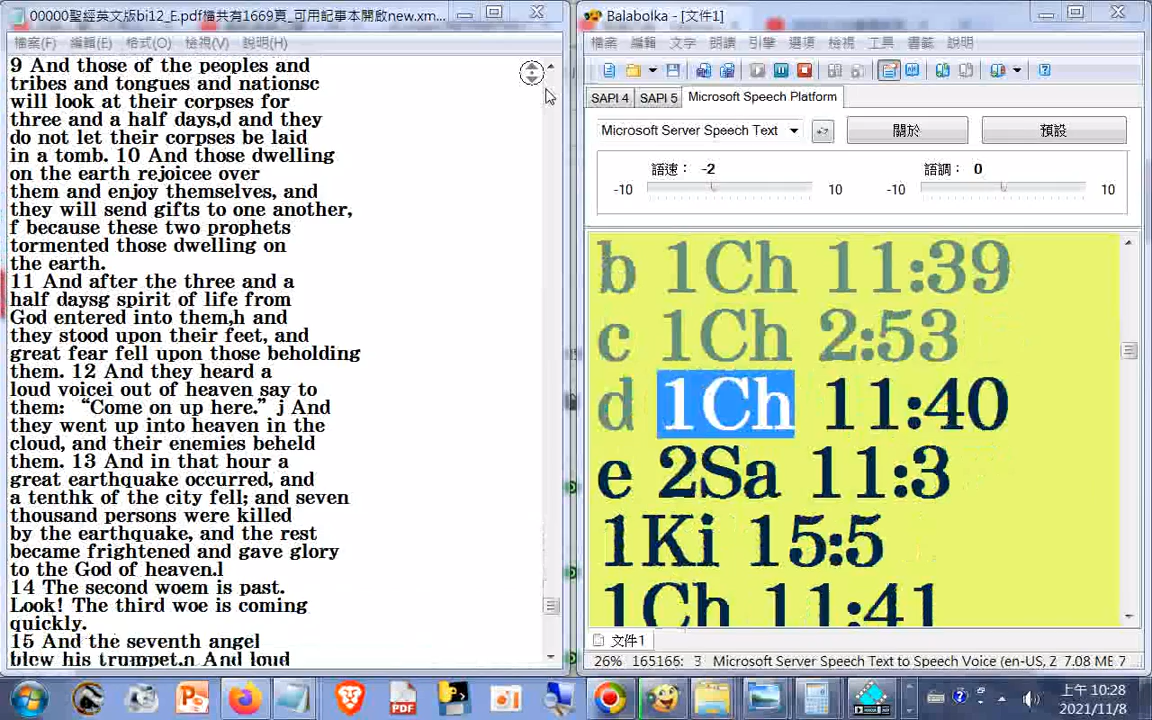 00000聖經英文版bi12_E.pdf檔共有1669頁_可用記事本開啟new.xm...
檔案(F) 編輯(E) 格式(O) 檢視(V) 說明(H)
9 And those of the peoples and
tribes and tongues and nationsc
will look at their corpses for
three and a half days,d and they
do not let their corpses be laid
in a tomb. 10 And those dwelling
on the earth rejoicee over
them and enjoy themselves, and
they will send gifts to one another,
f because these two prophets
tormented those dwelling on
the earth.
11 And after the three and a
half daysg spirit of life from
God entered into them,h and
they stood upon their feet, and
great fear fell upon those beholding
them. 12 And they heard a
loud voicei out of heaven say to
them: “Come on up here.” j And
they went up into heaven in the
cloud, and their enemies beheld
them. 13 And in that hour a
great earthquake occurred, and
a tenthk of the city fell; and seven
thousand persons were killed
by the earthquake, and the rest
became frightened and gave glory
to the God of heaven.l
14 The second woem is past.
Look! The third woe is coming
quickly.
15 And the seventh angel
blew his trumpet.n And loud
Balabolka - [文件1]
檔案 編輯 文字 朗讀 引擎 選項 檢視 工具 書籤 說明
SAPI 4 SAPI 5 Microsoft Speech Platform
Microsoft Server Speech Text 關於 預設
語速： -2 語調： 0
-10 10 -10 10
b 1Ch 11:39
c 1Ch 2:53
d 1Ch 11:40
e 2Sa 11:3
1Ki 15:5
1Ch 11:41
文件1
26% 165166: 3 Microsoft Server Speech Text to Speech Voice (en-US, 2 7.08 MB 7
PDF
上午 10:28
2021/11/8